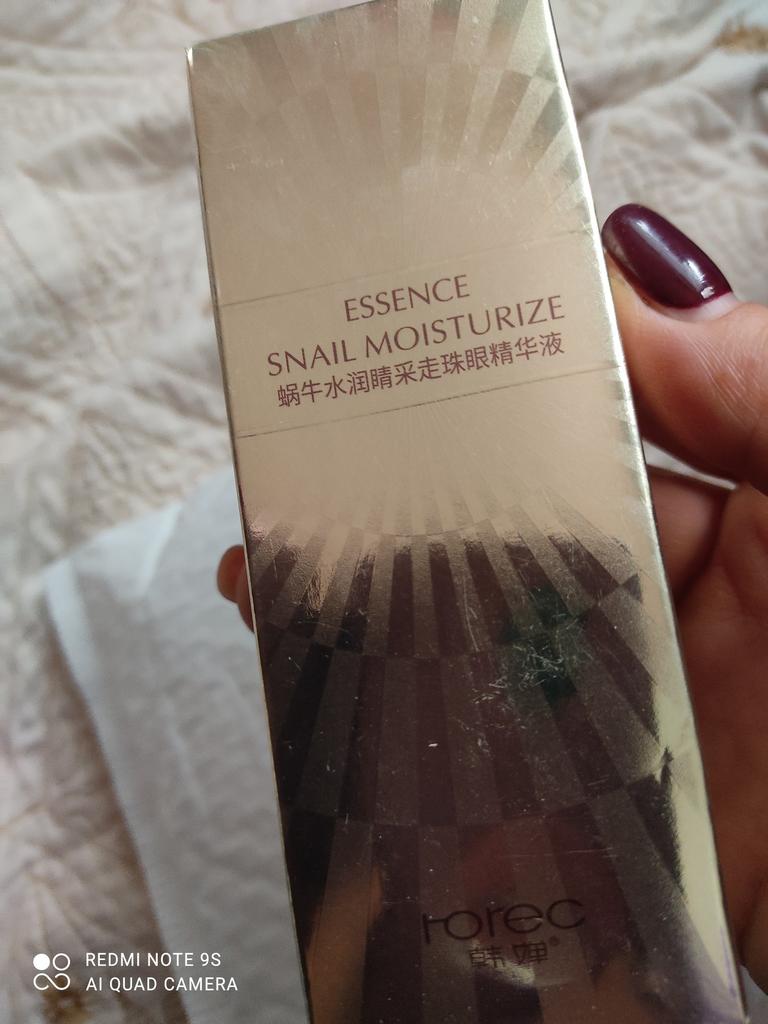 ESSENCE
SNAIL MOISTURIZE
蜗牛水润睛采走珠眼精华液
rorec
韩婵®
REDMI NOTE 9S
AI QUAD CAMERA